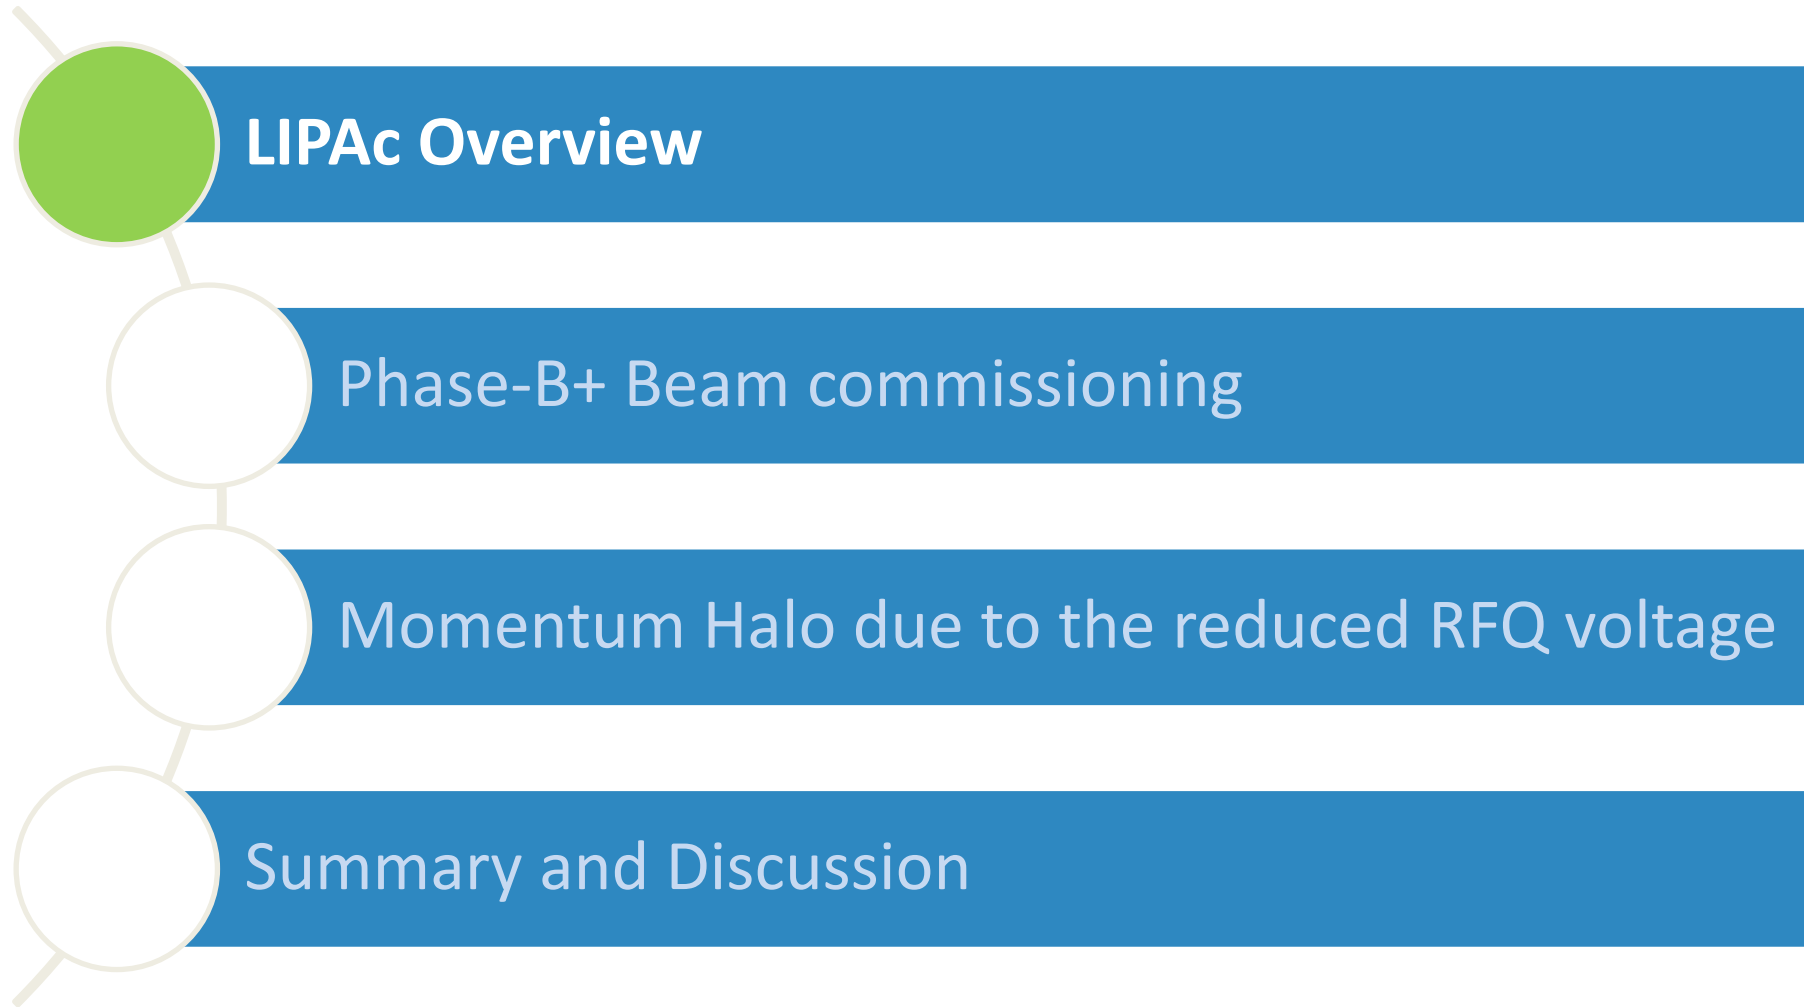 LIPAc Overview
Phase-B+ Beam commissioning
Momentum Halo due to the reduced RFQ voltage
Summary and Discussion